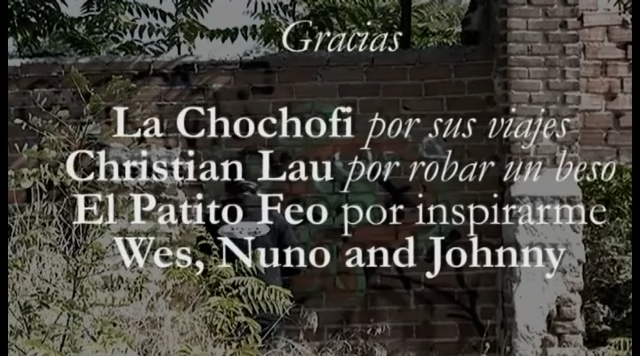 Gracias
La Chochofi por sus viajes
Christian Lau por robar un beso
El Patito Feo por inspirarme
Wes, Nuno and Johnny